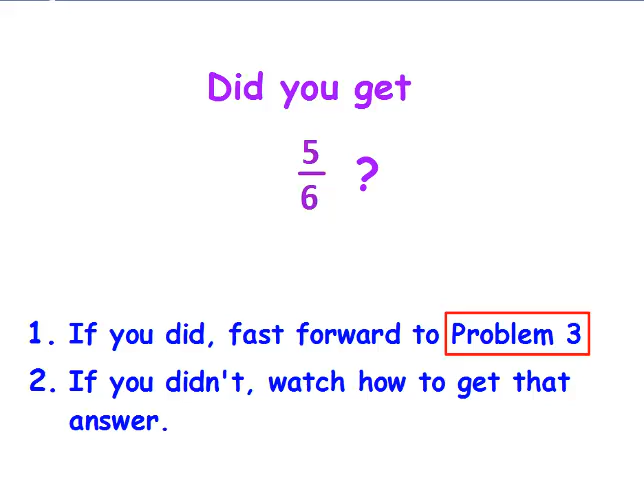 Did you get
5
6
?
1. If you did, fast forward to Problem 3
2. If you didn't, watch how to get that
answer.